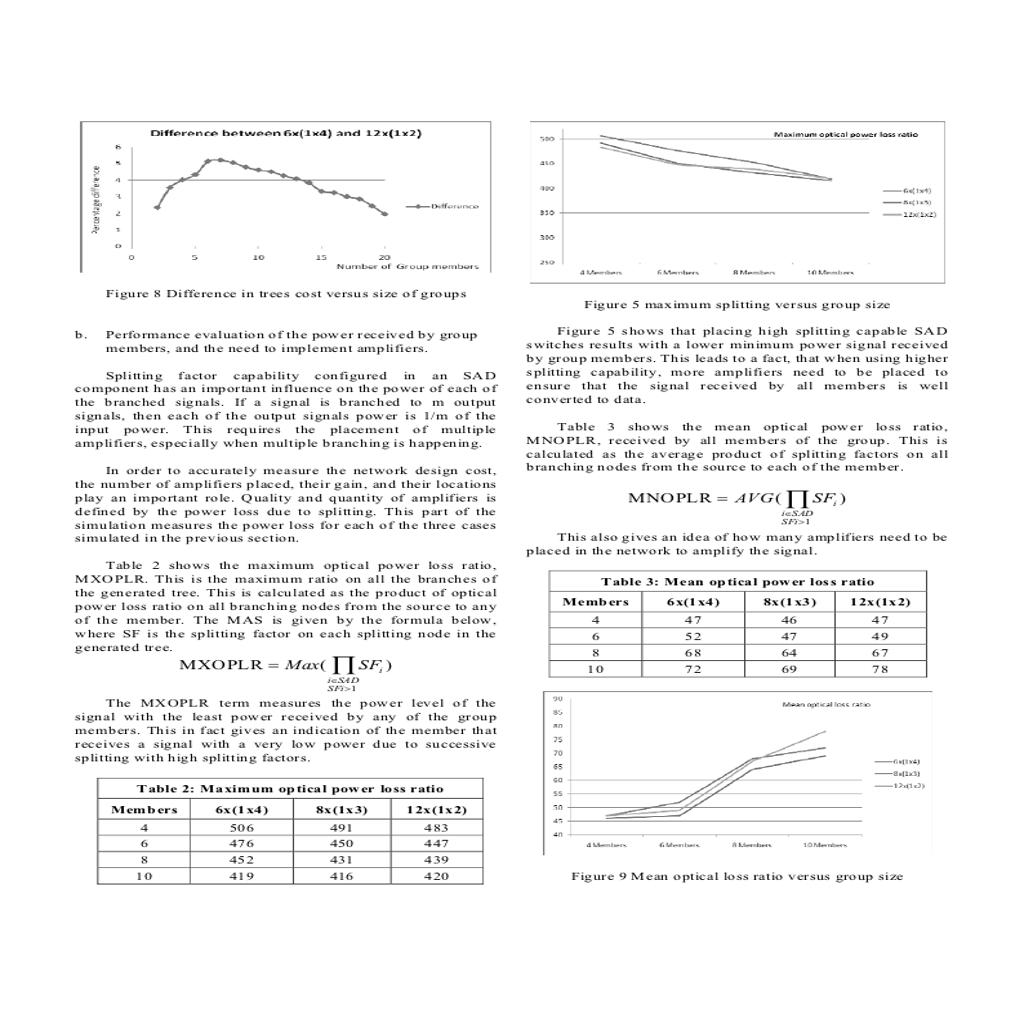 Difference between 6x(1x4) and 12x(1x2)
Percentage difference
6
5
4
3
2
1
0
0 5 10 15 20
Difference
Number of Group members
Figure 8 Difference in trees cost versus size of groups
b. Performance evaluation of the power received by group
members, and the need to implement amplifiers.
Splitting factor capability configured in an SAD
component has an important influence on the power of each of
the branched signals. If a signal is branched to m output
signals, then each of the output signals power is 1/m of the
input power. This requires the placement of multiple
amplifiers, especially when multiple branching is happening.
In order to accurately measure the network design cost,
the number of amplifiers placed, their gain, and their locations
play an important role. Quality and quantity of amplifiers is
defined by the power loss due to splitting. This part of the
simulation measures the power loss for each of the three cases
simulated in the previous section.
Table 2 shows the maximum optical power loss ratio,
MXOPLR. This is the maximum ratio on all the branches of
the generated tree. This is calculated as the product of optical
power loss ratio on all branching nodes from the source to any
of the member. The MAS is given by the formula below,
where SF is the splitting factor on each splitting node in the
generated tree.
MXOPLR = Max( ∏ SFi )
i∈SAD
SFi>1
The MXOPLR term measures the power level of the
signal with the least power received by any of the group
members. This in fact gives an indication of the member that
receives a signal with a very low power due to successive
splitting with high splitting factors.
Table 2: Maximum optical power loss ratio
Members 6x(1x4) 8x(1x3) 12x(1x2)
4 506 491 483
6 476 450 447
8 452 431 439
10 419 416 420
Maximum optical power loss ratio
500
450
400
350
300
250
6x(1x4)
8x(1x3)
12x(1x2)
4 Members 6 Members 8 Members 10 Members
Figure 5 maximum splitting versus group size
Figure 5 shows that placing high splitting capable SAD
switches results with a lower minimum power signal received
by group members. This leads to a fact, that when using higher
splitting capability, more amplifiers need to be placed to
ensure that the signal received by all members is well
converted to data.
Table 3 shows the mean optical power loss ratio,
MNOPLR, received by all members of the group. This is
calculated as the average product of splitting factors on all
branching nodes from the source to each of the member.
MNOPLR = AVG( ∏ SFi )
i∈SAD
SFi>1
This also gives an idea of how many amplifiers need to be
placed in the network to amplify the signal.
Table 3: Mean optical power loss ratio
Members 6x(1x4) 8x(1x3) 12x(1x2)
4 47 46 47
6 52 47 49
8 68 64 67
10 72 69 78
Mean optical loss ratio
90
85
80
75
70
65
60
55
50
45
40
6x(1x4)
8x(1x3)
12x(1x2)
4 Members 6 Members 8 Members 10 Members
Figure 9 Mean optical loss ratio versus group size